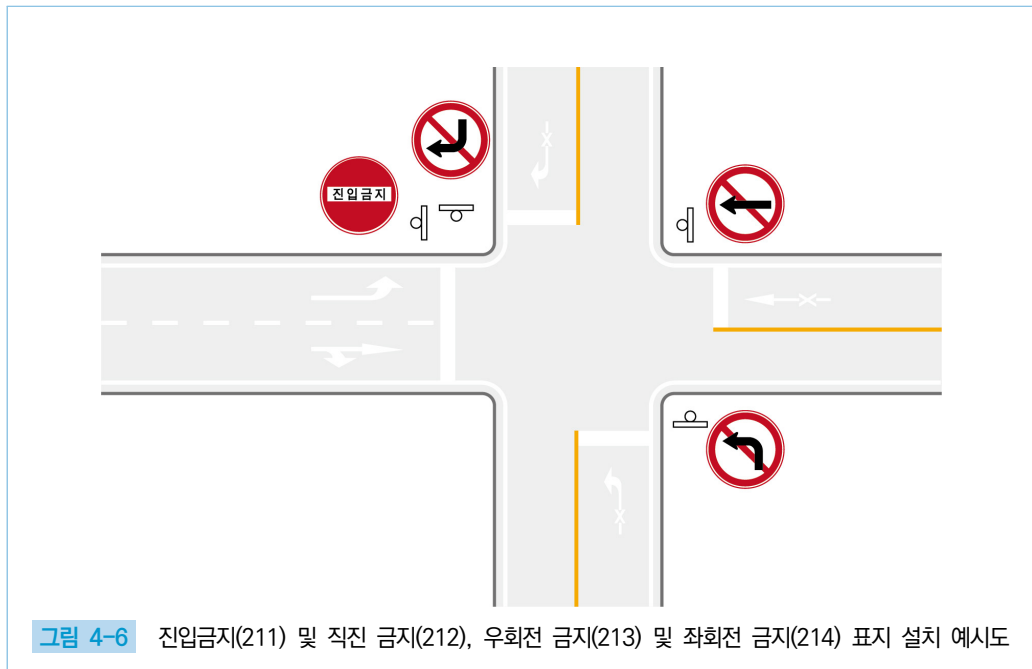 진입금지
그림 4-6 진입금지(211) 및 직진 금지(212), 우회전 금지(213) 및 좌회전 금지(214) 표지 설치 예시도